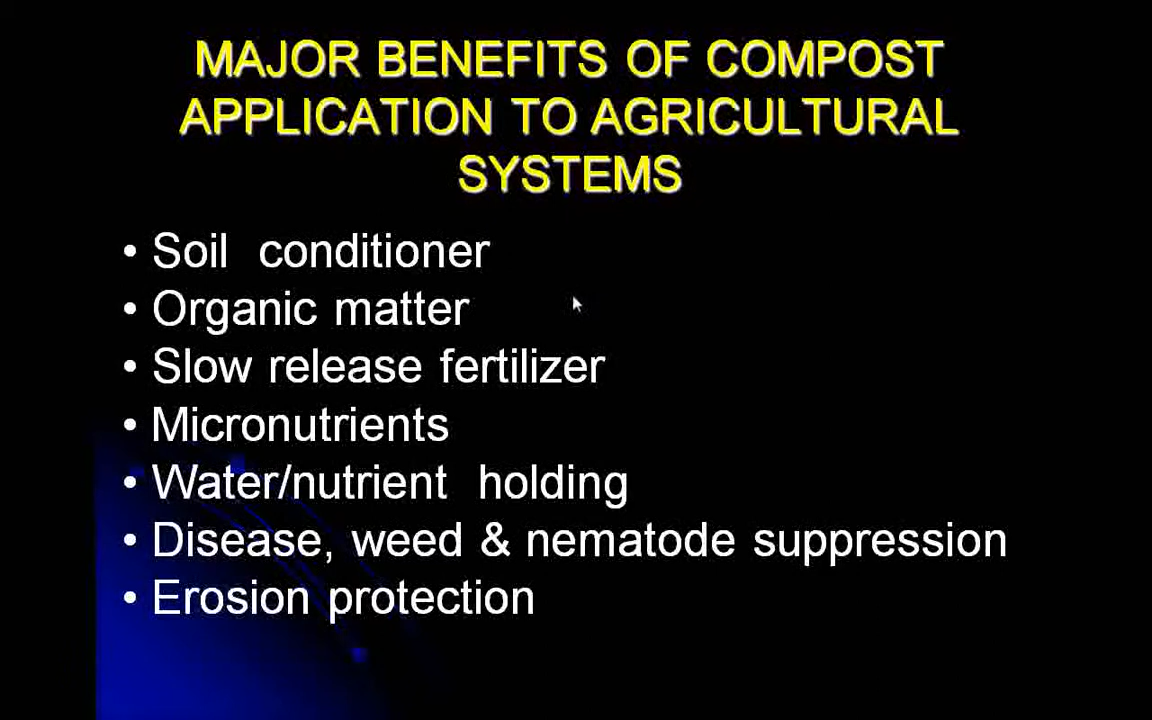 MAJOR BENEFITS OF COMPOST
APPLICATION TO AGRICULTURAL
SYSTEMS
• Soil conditioner
• Organic matter
• Slow release fertilizer
• Micronutrients
• Water/nutrient holding
• Disease, weed & nematode suppression
• Erosion protection